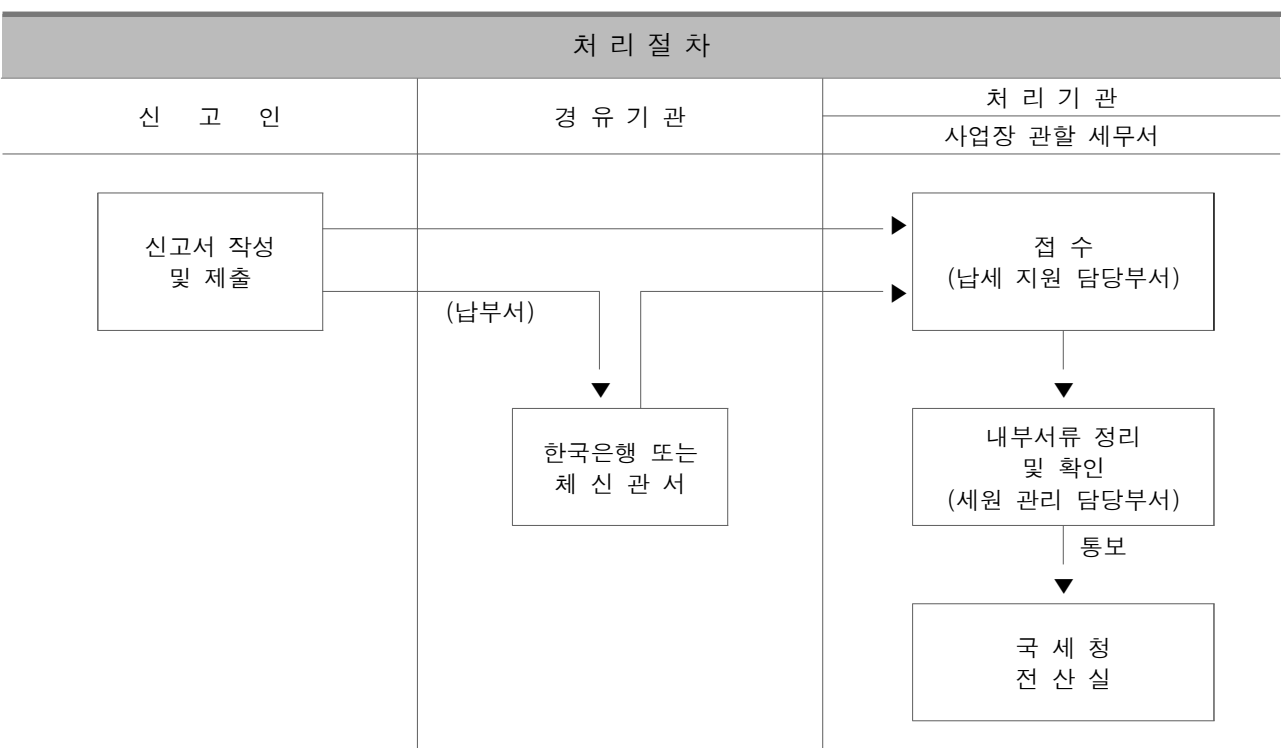 처 리 절 차
신 고 인
경 유 기 관
처 리 기 관
사업장 관할 세무서
신고서 작성
및 제출
접 수
(납세 지원 담당부서)
(납부서)
한국은행 또는
체 신 관 서
내부서류 정리
및 확인
(세원 관리 담당부서)
통보
국 세 청
전 산 실